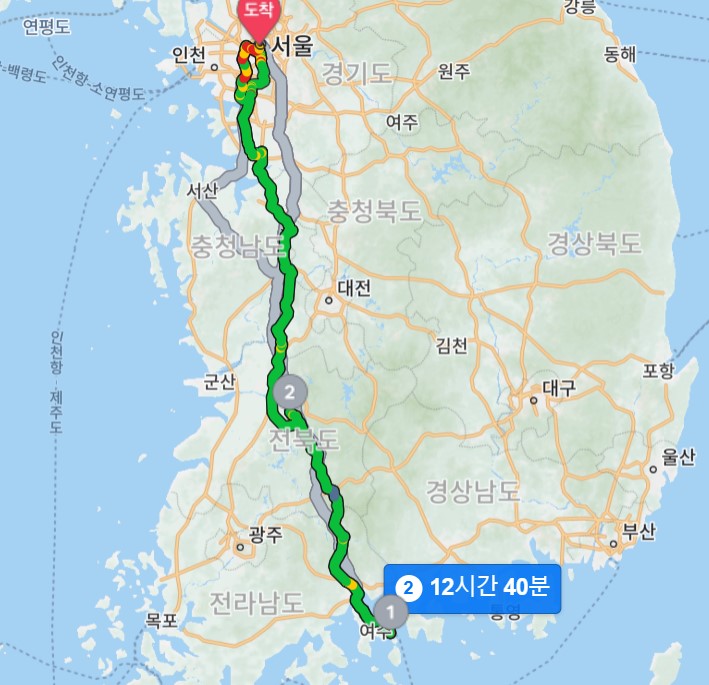 연평도
도착
강릉
인천
서울
동해
경기도
원주
-백령도
인천항-소연평도
여주
서산
충청북도
충청남도
경상북도
대전
인천항 - 제주도
김천
포항
군산
2
대구
전북도
울산
경상남도
부산
광주
2 12시간 40분
전라남도
1
통영
목포
여수